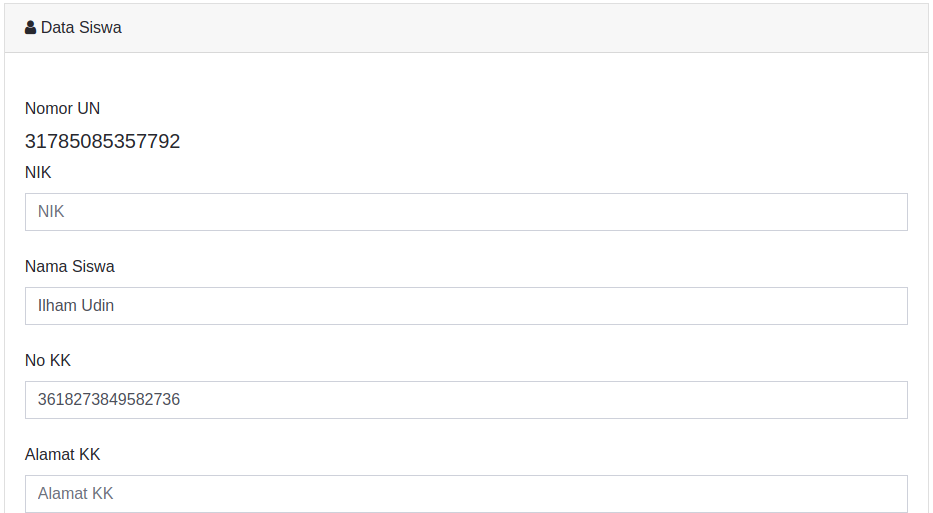 Data Siswa
Nomor UN
31785085357792
NIK
NIK
Nama Siswa
Ilham Udin
No KK
3618273849582736
Alamat KK
Alamat KK